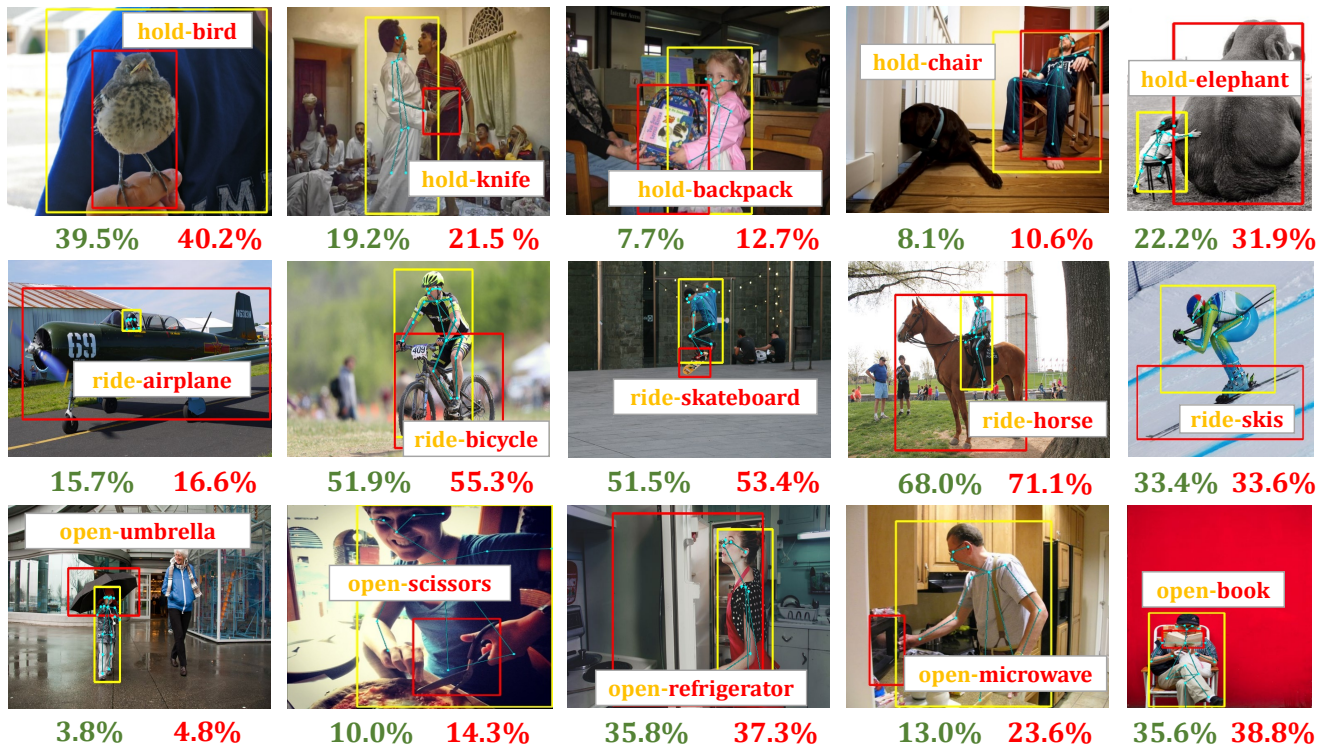 hold-bird
hold-knife
hold-backpack
hold-chair
hold-elephant
39.5% 40.2%
19.2% 21.5 %
7.7% 12.7%
8.1% 10.6%
22.2% 31.9%
69
409
ride-airplane
ride-bicycle
ride-skateboard
ride-horse
ride-skis
15.7% 16.6%
51.9% 55.3%
51.5% 53.4%
68.0% 71.1%
33.4% 33.6%
open-umbrella
open-scissors
open-refrigerator
open-microwave
open-book
3.8% 4.8%
10.0% 14.3%
35.8% 37.3%
13.0% 23.6%
35.6% 38.8%